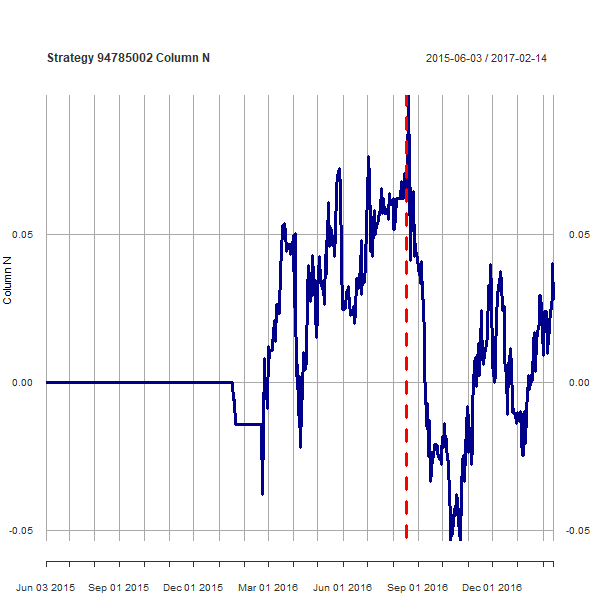 Strategy 94785002 Column N
2015-06-03 / 2017-02-14
0.05
0.05
Column N
0.00
0.00
-0.05
-0.05
Jun 03 2015
Sep 01 2015
Dec 01 2015
Mar 01 2016
Jun 01 2016
Sep 01 2016
Dec 01 2016